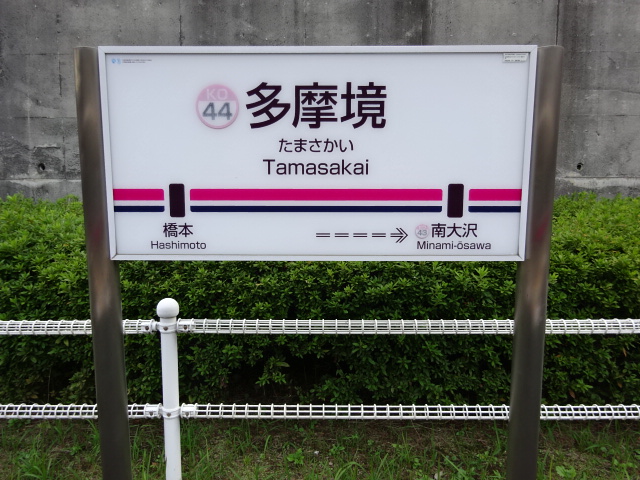 KO
44
多摩境
たまさかい
Tamasakai
橋本
Hashimoto
43 南大沢
Minami-ōsawa